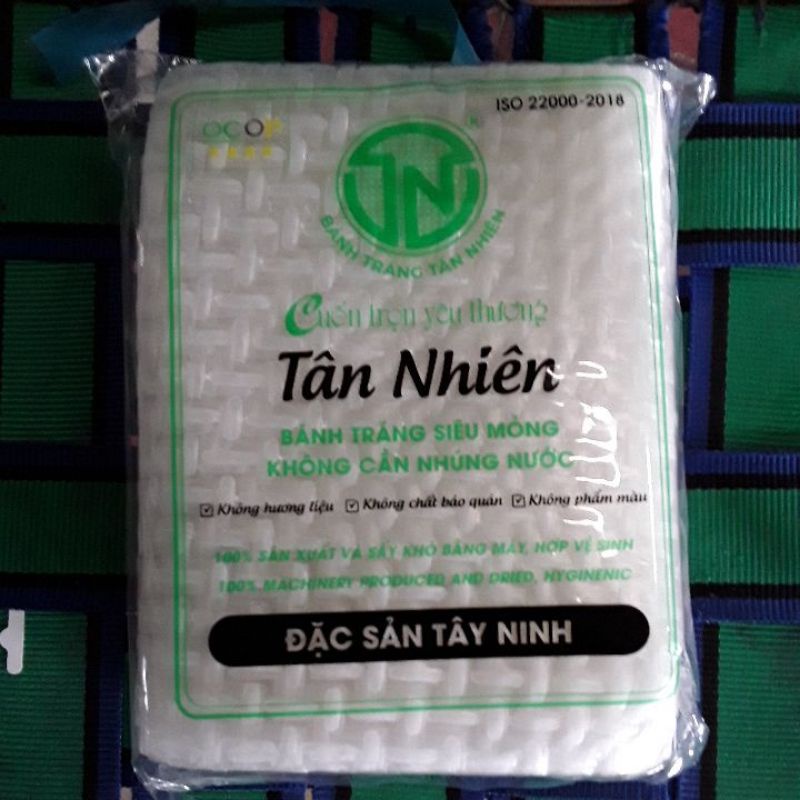 ISO 22000-2018
OCOP
TN ®
BÁNH TRÁNG TÂN NHIÊN
Cuốn trọn yêu thương
Tân Nhiên
BÁNH TRÁNG SIÊU MỎNG
KHÔNG CẦN NHÚNG NƯỚC
Không hương liệu Không chất bảo quản Không phẩm màu
100% SẢN XUẤT VÀ SẤY KHÔ BẰNG MÁY, HỢP VỆ SINH
100% MACHINERY PRODUCED AND DRIED, HYGINENIC
ĐẶC SẢN TÂY NINH